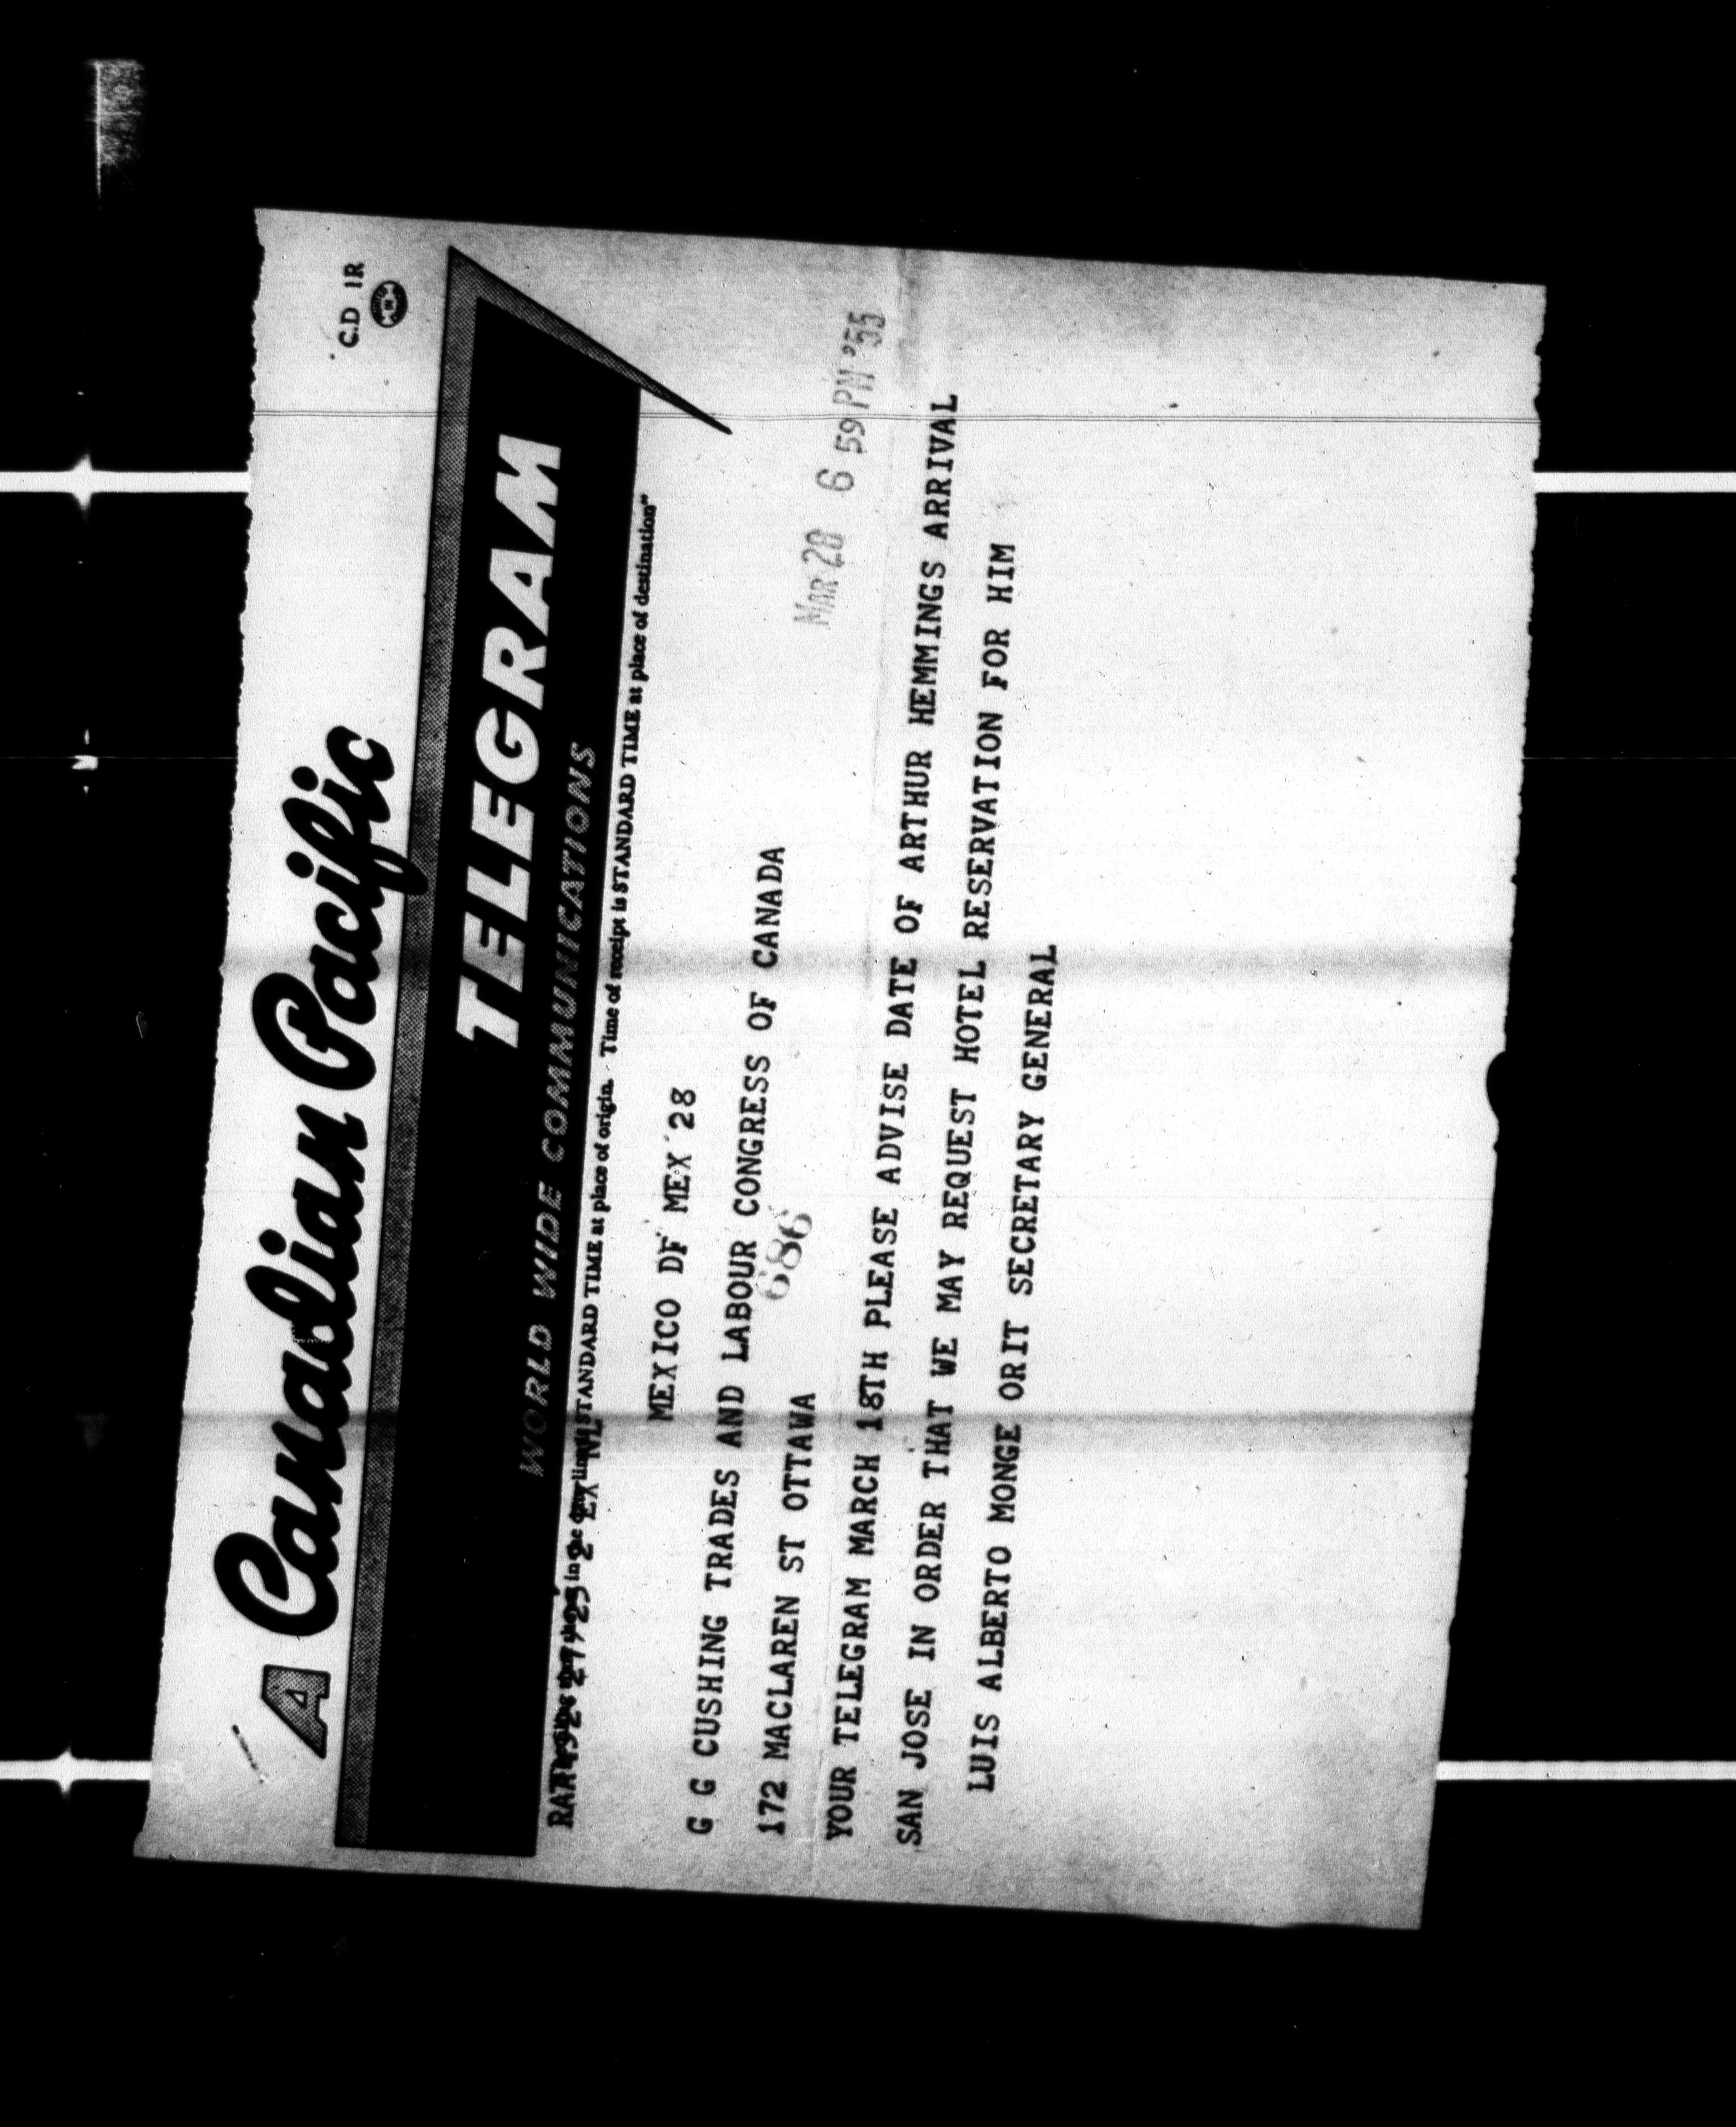 C.D 1R
A Canadian Pacific
TELEGRAM
WORLD WIDE COMMUNICATIONS
STANDARD TIME at place of origin. Time of receipt is STANDARD TIME at place of destination"
2 EX NL
MEXICO DF MEX 28
G G CUSHING TRADES AND LABOUR CONGRESS OF CANADA
172 MACLAREN ST OTTAWA
686
MAR 28 6 59 PM '55
YOUR TELEGRAM MARCH 18TH PLEASE ADVISE DATE OF ARTHUR HEMMINGS ARRIVAL
SAN JOSE IN ORDER THAT WE MAY REQUEST HOTEL RESERVATION FOR HIM
LUIS ALBERTO MONGE ORIT SECRETARY GENERAL